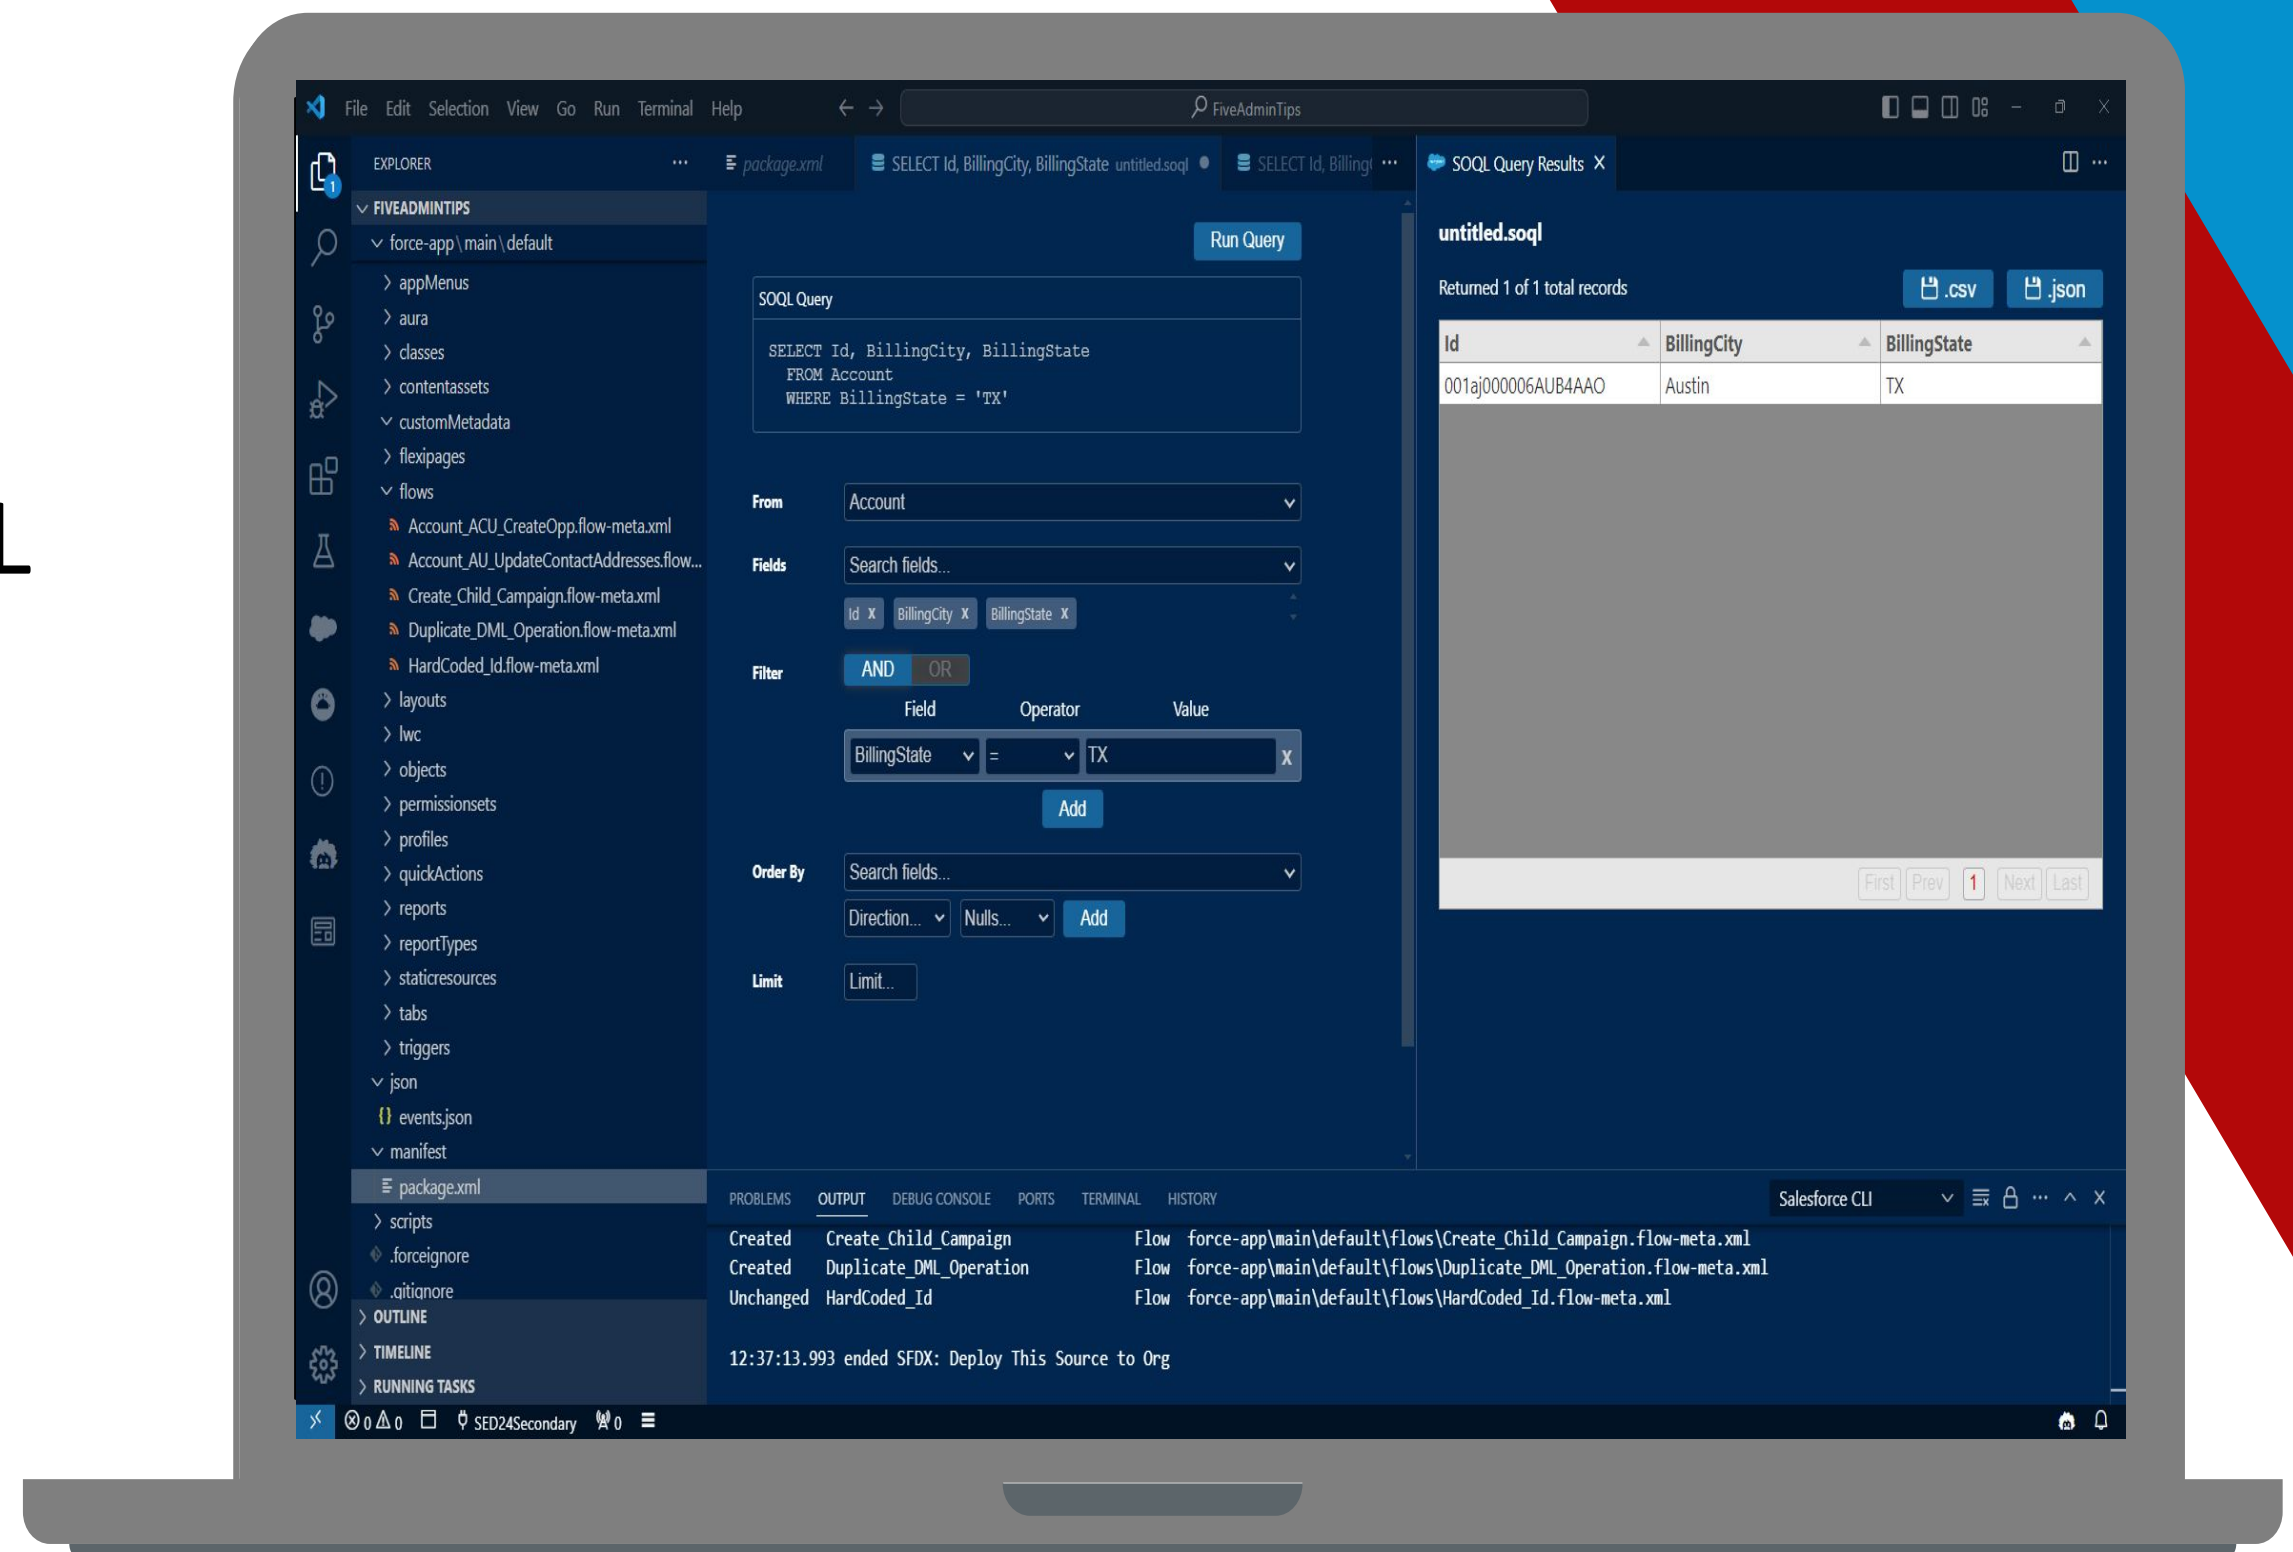 L
File Edit Selection View Go Run Terminal Help
FiveAdminTips
EXPLORER
1
FIVEADMINTIPS
force-app\main\default
appMenus
aura
classes
contentassets
customMetadata
flexipages
flows
Account_ACU_CreateOpp.flow-meta.xml
Account_AU_UpdateContactAddresses.flow...
Create_Child_Campaign.flow-meta.xml
Duplicate_DML_Operation.flow-meta.xml
HardCoded_Id.flow-meta.xml
layouts
lwc
objects
permissionsets
profiles
quickActions
reports
reportTypes
staticresources
tabs
triggers
json
{} events.json
manifest
package.xml
scripts
.forceignore
.gitignore
OUTLINE
TIMELINE
RUNNING TASKS
package.xml
SELECT Id, BillingCity, BillingState untitled.soql
SELECT Id, Billing
Run Query
SOQL Query
SELECT Id, BillingCity, BillingState
FROM Account
WHERE BillingState = 'TX'
From Account
Fields Search fields...
Id X BillingCity X BillingState X
Filter AND OR
Field Operator Value
BillingState = TX X
Add
Order By Search fields...
Direction... Nulls... Add
Limit Limit...
SOQL Query Results X
untitled.soql
Returned 1 of 1 total records
.csv .json
Id BillingCity BillingState
001aj000006AUB4AAO Austin TX
First Prev 1 Next Last
PROBLEMS OUTPUT DEBUG CONSOLE PORTS TERMINAL HISTORY
Salesforce CLI
Created Create_Child_Campaign Flow force-app\main\default\flows\Create_Child_Campaign.flow-meta.xml
Created Duplicate_DML_Operation Flow force-app\main\default\flows\Duplicate_DML_Operation.flow-meta.xml
Unchanged HardCoded_Id Flow force-app\main\default\flows\HardCoded_Id.flow-meta.xml
12:37:13.993 ended SFDX: Deploy This Source to Org
0 0 SED24Secondary 0